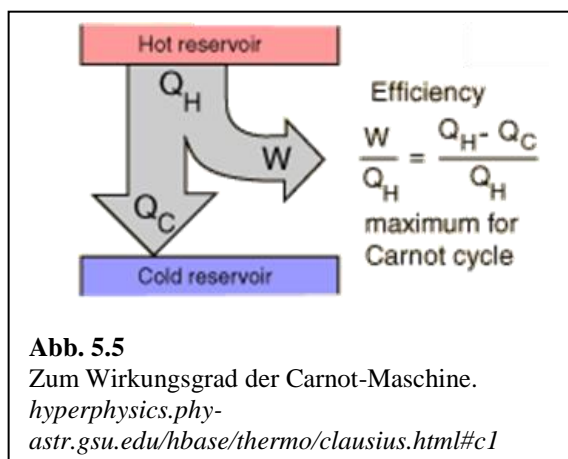 Hot reservoir
Q_H
W
Q_C
Cold reservoir
Efficiency
W/Q_H = (Q_H - Q_C)/Q_H
maximum for
Carnot cycle
Abb. 5.5
Zum Wirkungsgrad der Carnot-Maschine.
hyperphysics.phy-
astr.gsu.edu/hbase/thermo/clausius.html#c1